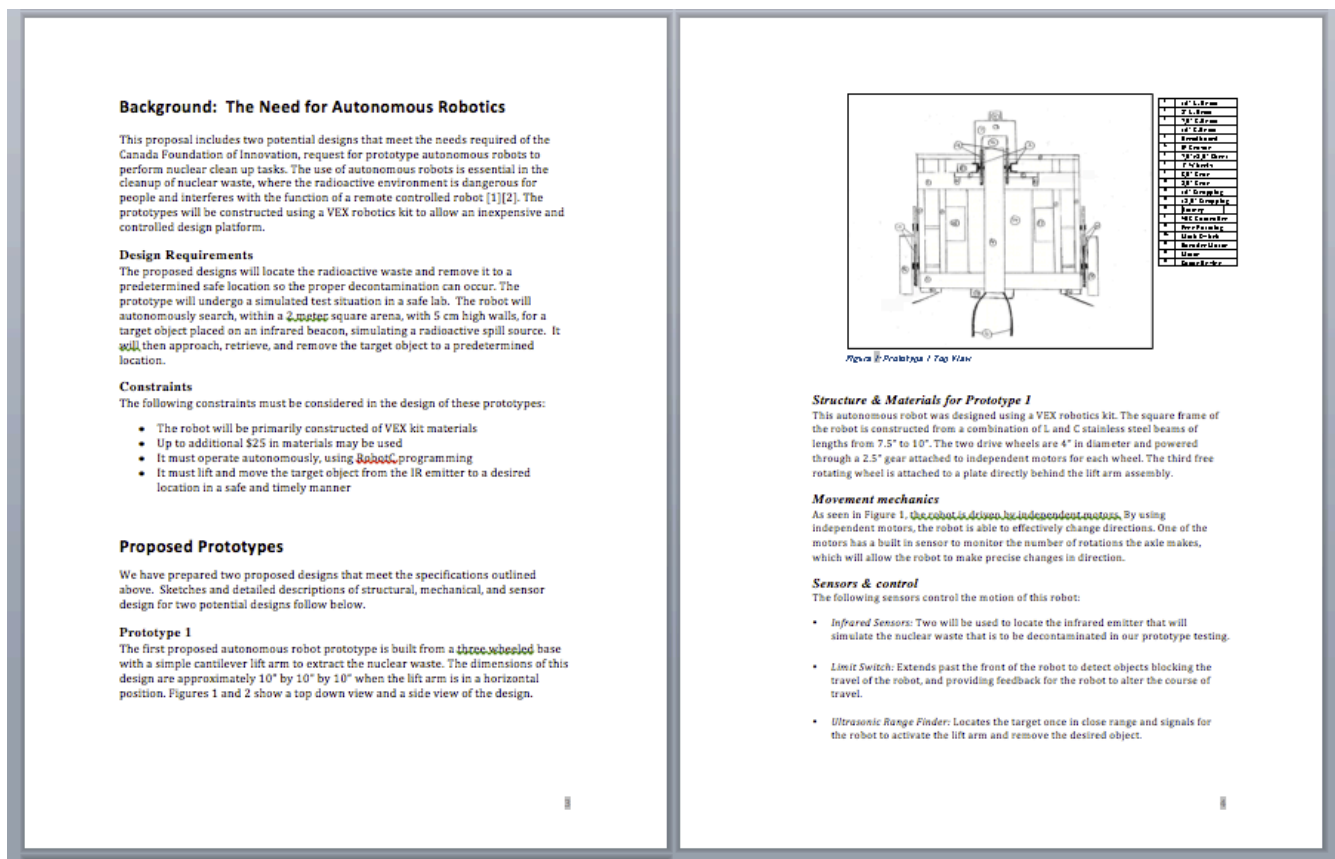 Background:  The Need for Autonomous Robotics
This proposal includes two potential designs that meet the needs required of the
Canada Foundation of Innovation, request for prototype autonomous robots to
perform nuclear clean up tasks. The use of autonomous robots is essential in the
cleanup of nuclear waste, where the radioactive environment is dangerous for
people and interferes with the function of a remote controlled robot [1][2]. The
prototypes will be constructed using a VEX robotics kit to allow an inexpensive and
controlled design platform.
Design Requirements
The proposed designs will locate the radioactive waste and remove it to a
predetermined safe location so the proper decontamination can occur. The
prototype will undergo a simulated test situation in a safe lab.  The robot will
autonomously search, within a 2 meter square arena, with 5 cm high walls, for a
target object placed on an infrared beacon, simulating a radioactive spill source.  It
will then approach, retrieve, and remove the target object to a predetermined
location.
Constraints
The following constraints must be considered in the design of these prototypes:
• The robot will be primarily constructed of VEX kit materials
• Up to additional $25 in materials may be used
• It must operate autonomously, using RobotC programming
• It must lift and move the target object from the IR emitter to a desired
location in a safe and timely manner
Proposed Prototypes
We have prepared two proposed designs that meet the specifications outlined
above.  Sketches and detailed descriptions of structural, mechanical, and sensor
design for two potential designs follow below.
Prototype 1
The first proposed autonomous robot prototype is built from a three wheeled base
with a simple cantilever lift arm to extract the nuclear waste. The dimensions of this
design are approximately 10" by 10" by 10" when the lift arm is in a horizontal
position. Figures 1 and 2 show a top down view and a side view of the design.
Figure 1: Prototype 1 Top View
Structure & Materials for Prototype 1
This autonomous robot was designed using a VEX robotics kit. The square frame of
the robot is constructed from a combination of L and C stainless steel beams of
lengths from 7.5" to 10". The two drive wheels are 4" in diameter and powered
through a 2.5" gear attached to independent motors for each wheel. The third free
rotating wheel is attached to a plate directly behind the lift arm assembly.
Movement mechanics
As seen in Figure 1, the robot is driven by independent motors. By using
independent motors, the robot is able to effectively change directions. One of the
motors has a built in sensor to monitor the number of rotations the axle makes,
which will allow the robot to make precise changes in direction.
Sensors & control
The following sensors control the motion of this robot:
• Infrared Sensors: Two will be used to locate the infrared emitter that will
simulate the nuclear waste that is to be decontaminated in our prototype testing.
• Limit Switch: Extends past the front of the robot to detect objects blocking the
travel of the robot, and providing feedback for the robot to alter the course of
travel.
• Ultrasonic Range Finder: Locates the target once in close range and signals for
the robot to activate the lift arm and remove the desired object.